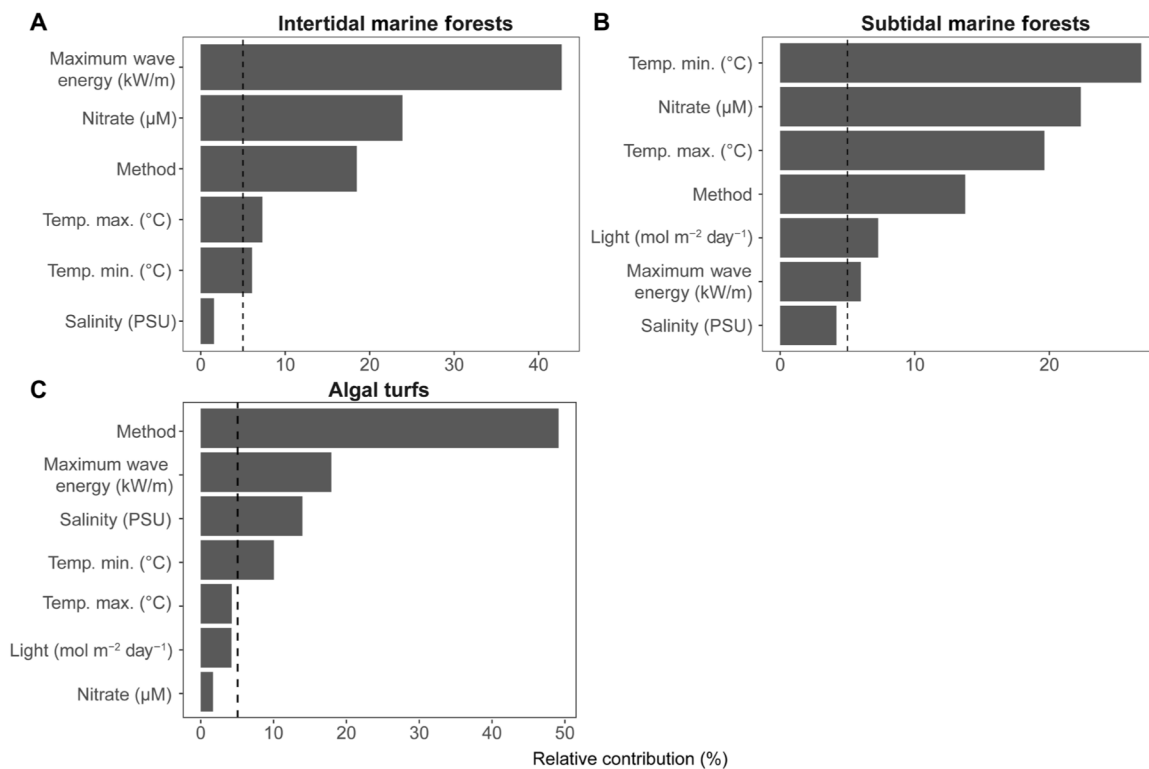 A
Intertidal marine forests
Maximum wave
energy (kW/m)
Nitrate (µM)
Method
Temp. max. (°C)
Temp. min. (°C)
Salinity (PSU)
0 10 20 30 40
B
Subtidal marine forests
Temp. min. (°C)
Nitrate (µM)
Temp. max. (°C)
Method
Light (mol m⁻² day⁻¹)
Maximum wave
energy (kW/m)
Salinity (PSU)
0 10 20
C
Algal turfs
Method
Maximum wave
energy (kW/m)
Salinity (PSU)
Temp. min. (°C)
Temp. max. (°C)
Light (mol m⁻² day⁻¹)
Nitrate (µM)
0 10 20 30 40 50
Relative contribution (%)